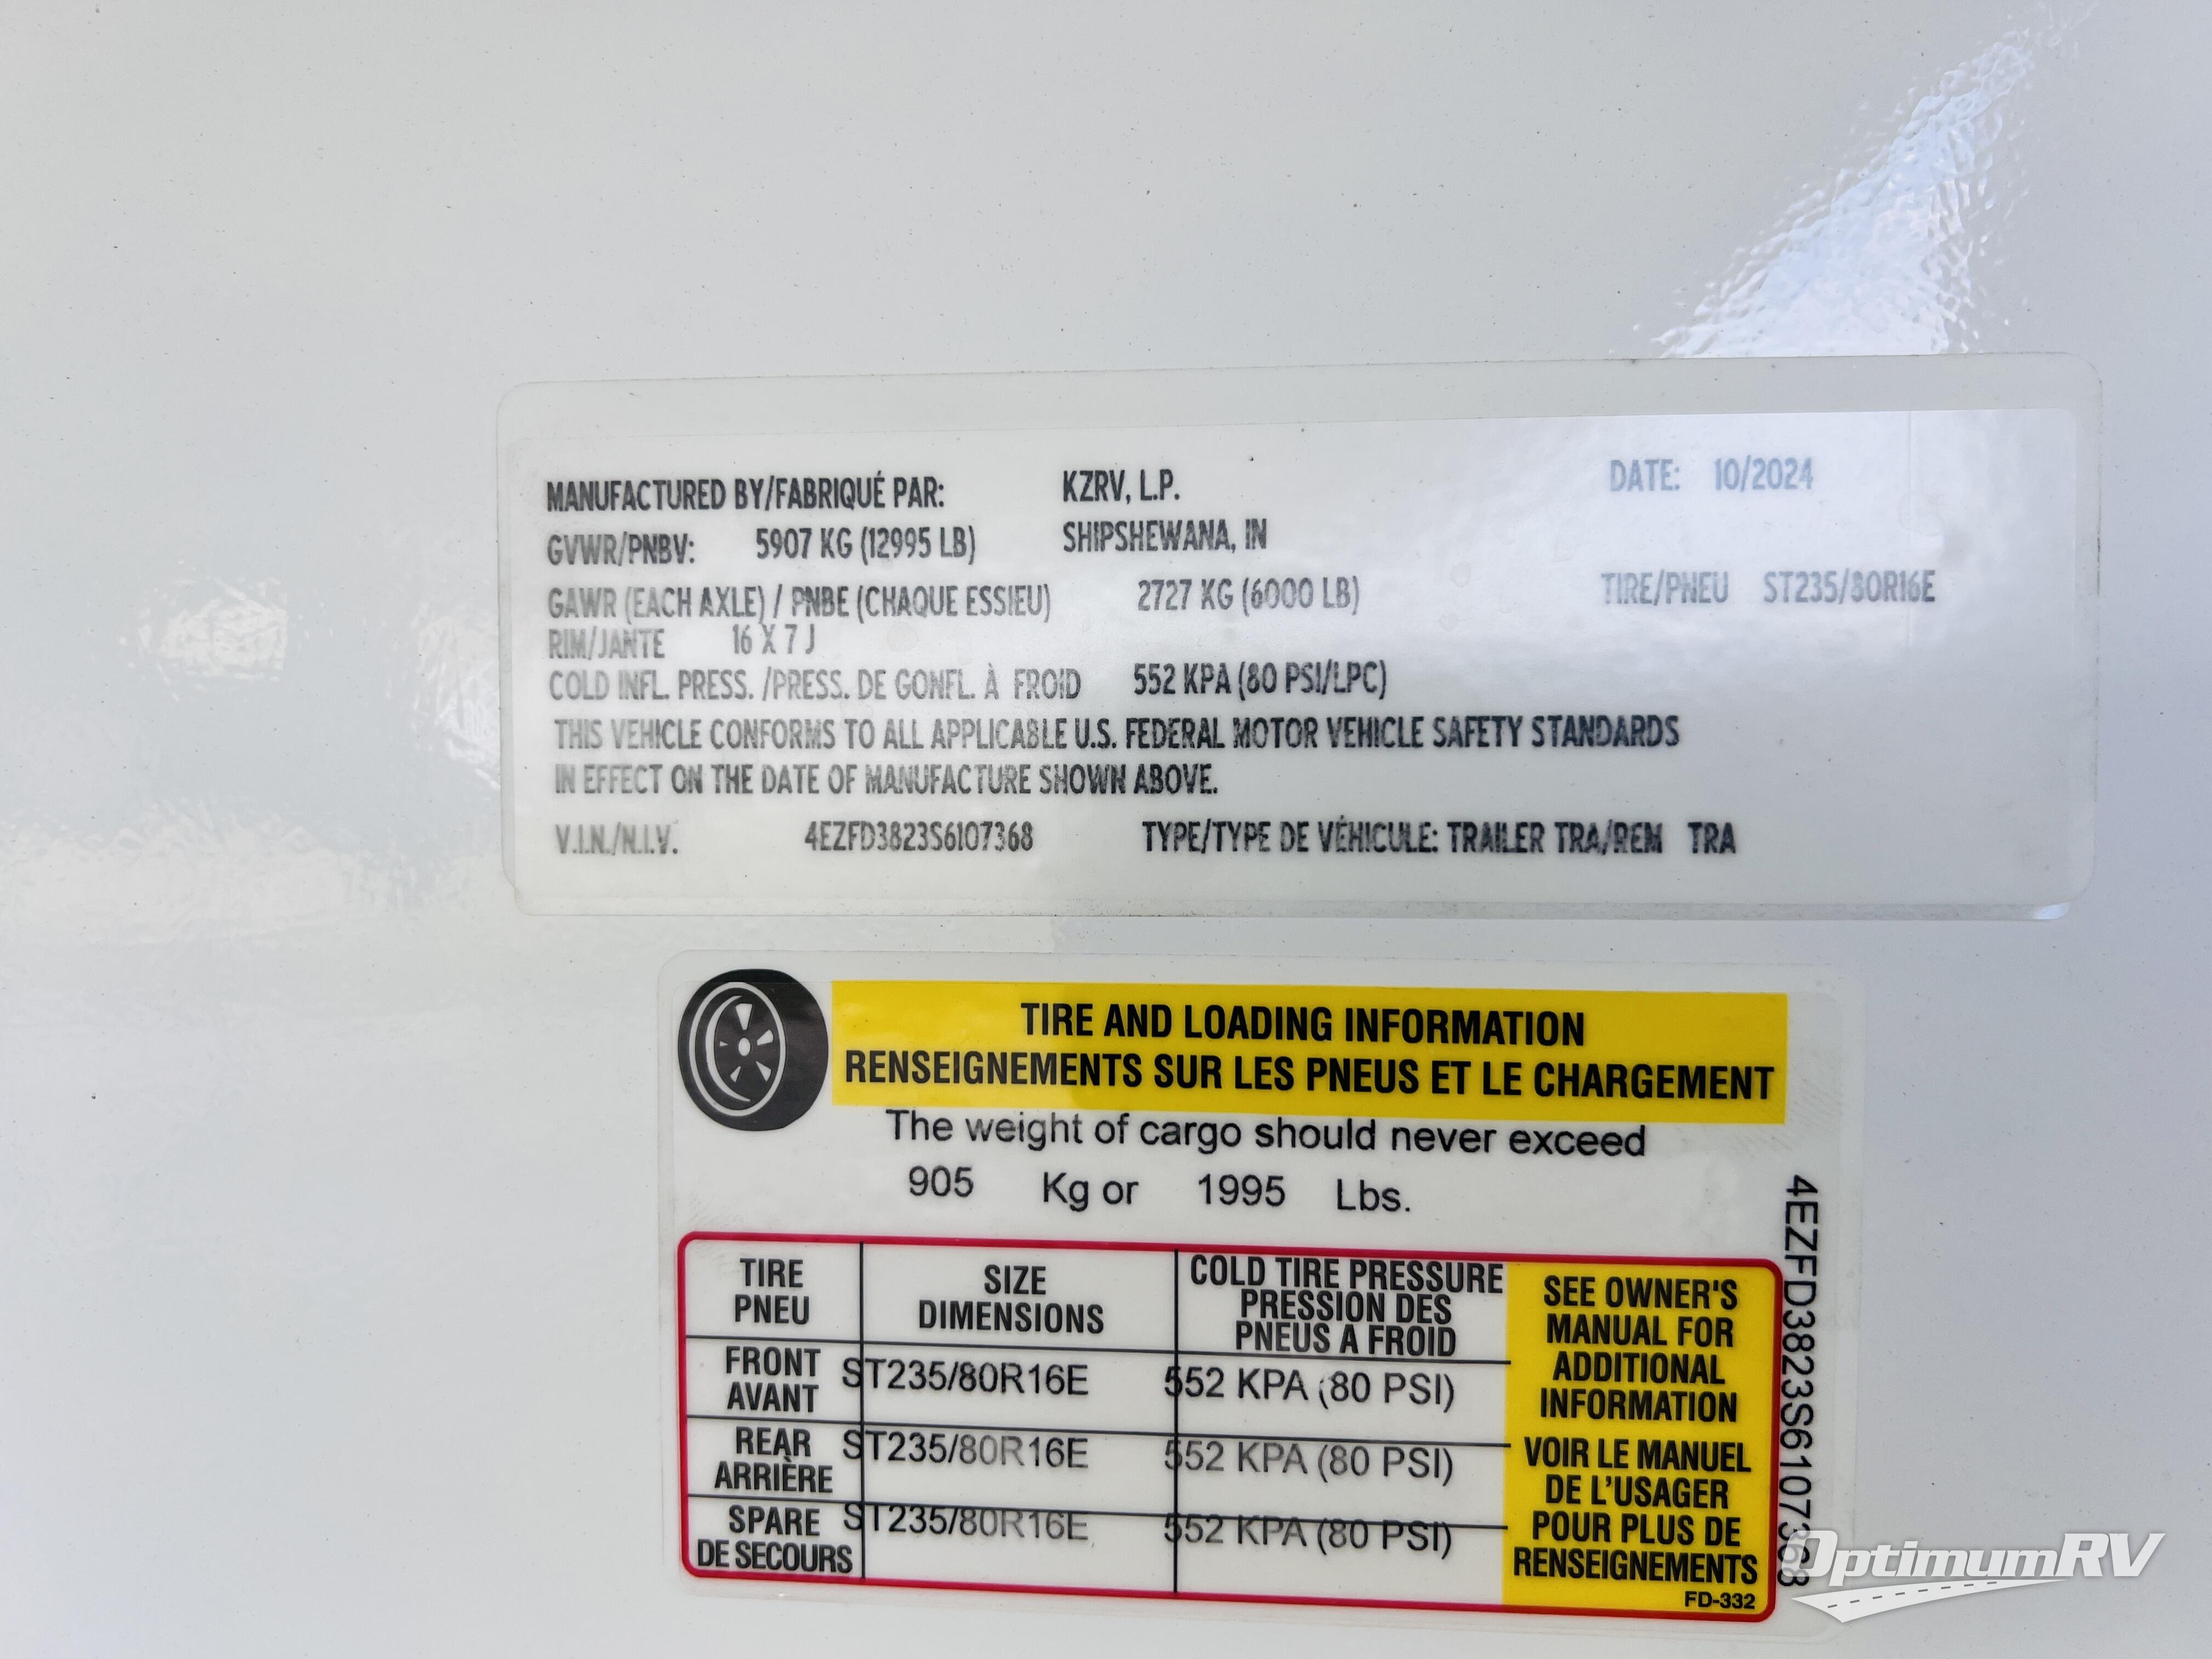 MANUFACTURED BY/FABRIQUÉ PAR: KZRV, L.P. DATE: 10/2024
GVWR/PNBV: 5907 KG (12995 LB) SHIPSHEWANA, IN
GAWR (EACH AXLE) / PNBE (CHAQUE ESSIEU) 2727 KG (6000 LB) TIRE/PNEU ST235/80R16E
RIM/JANTE 16 X 7 J
COLD INFL. PRESS. /PRESS. DE GONFL. À FROID 552 KPA (80 PSI/LPC)
THIS VEHICLE CONFORMS TO ALL APPLICABLE U.S. FEDERAL MOTOR VEHICLE SAFETY STANDARDS
IN EFFECT ON THE DATE OF MANUFACTURE SHOWN ABOVE.
V.I.N./N.I.V. 4EZFD3823S6107368 TYPE/TYPE DE VÉHICULE: TRAILER TRA/REM TRA
TIRE AND LOADING INFORMATION
RENSEIGNEMENTS SUR LES PNEUS ET LE CHARGEMENT
The weight of cargo should never exceed
905 Kg or 1995 Lbs.
TIRE
PNEU
SIZE
DIMENSIONS
COLD TIRE PRESSURE
PRESSION DES
PNEUS A FROID
FRONT
AVANT
ST235/80R16E
552 KPA (80 PSI)
REAR
ARRIÈRE
ST235/80R16E
552 KPA (80 PSI)
SPARE
DE SECOURS
ST235/80R16E
552 KPA (80 PSI)
SEE OWNER'S
MANUAL FOR
ADDITIONAL
INFORMATION
VOIR LE MANUEL
DE L'USAGER
POUR PLUS DE
RENSEIGNEMENTS
FD-332
4EZFD3823S6107368
OptimumRV